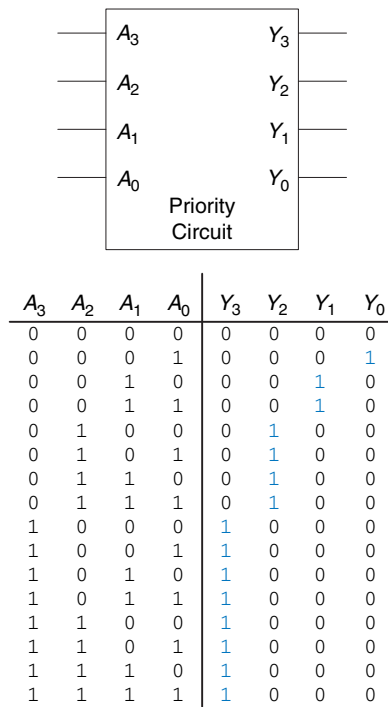 A3 Y3
A2 Y2
A1 Y1
A0 Y0
Priority
Circuit
A3 A2 A1 A0 Y3 Y2 Y1 Y0
0 0 0 0 0 0 0 0
0 0 0 1 0 0 0 1
0 0 1 0 0 0 1 0
0 0 1 1 0 0 1 0
0 1 0 0 0 1 0 0
0 1 0 1 0 1 0 0
0 1 1 0 0 1 0 0
0 1 1 1 0 1 0 0
1 0 0 0 1 0 0 0
1 0 0 1 1 0 0 0
1 0 1 0 1 0 0 0
1 0 1 1 1 0 0 0
1 1 0 0 1 0 0 0
1 1 0 1 1 0 0 0
1 1 1 0 1 0 0 0
1 1 1 1 1 0 0 0